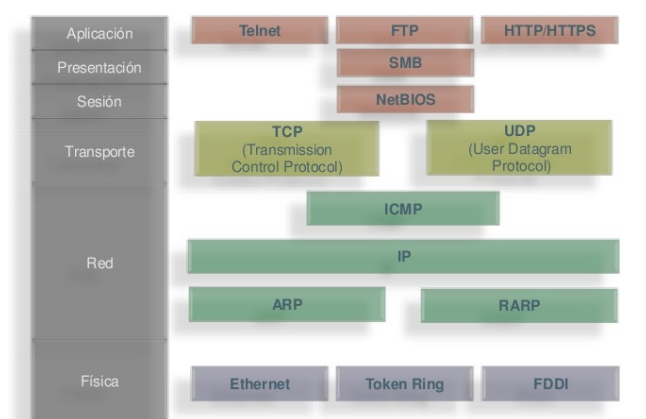 Aplicación
Telnet
FTP
HTTP/HTTPS
Presentación
SMB
Sesión
NetBIOS
Transporte
TCP
(Transmission
Control Protocol)
UDP
(User Datagram
Protocol)
Red
ICMP
IP
ARP
RARP
Física
Ethernet
Token Ring
FDDI